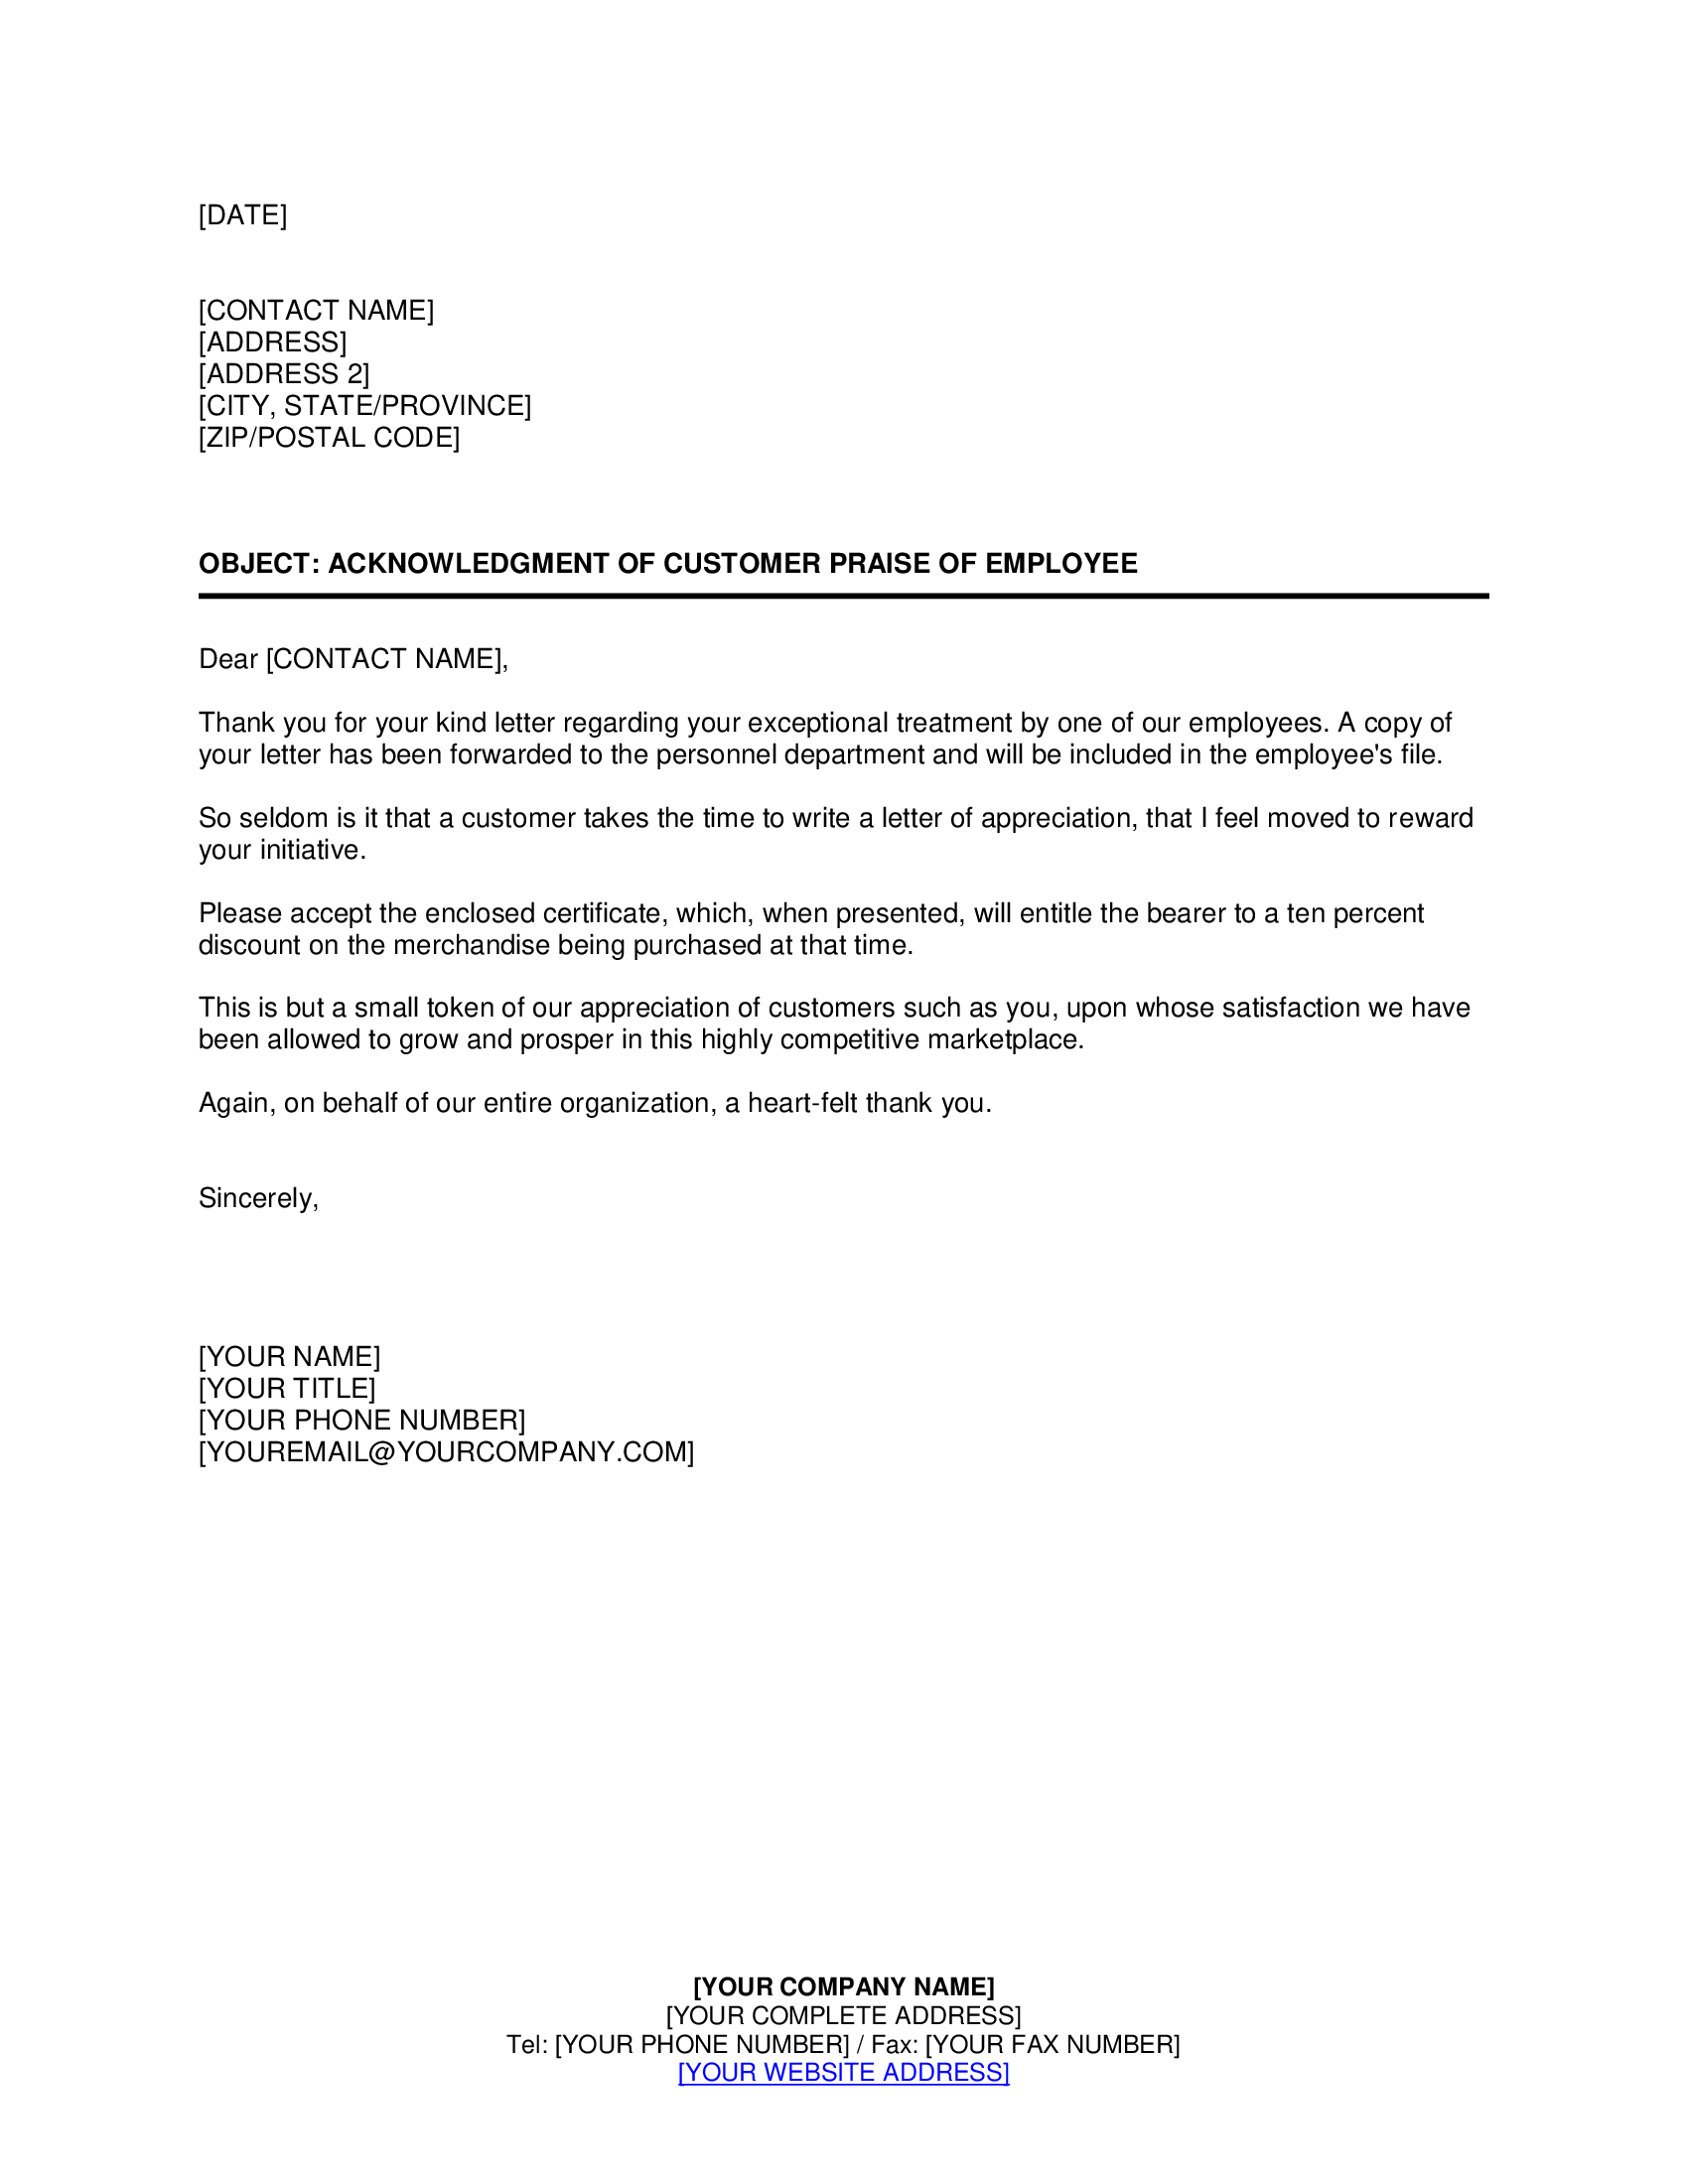 [DATE]
[CONTACT NAME]
[ADDRESS]
[ADDRESS 2]
[CITY, STATE/PROVINCE]
[ZIP/POSTAL CODE]
OBJECT: ACKNOWLEDGMENT OF CUSTOMER PRAISE OF EMPLOYEE
Dear [CONTACT NAME],
Thank you for your kind letter regarding your exceptional treatment by one of our employees. A copy of
your letter has been forwarded to the personnel department and will be included in the employee's file.
So seldom is it that a customer takes the time to write a letter of appreciation, that I feel moved to reward
your initiative.
Please accept the enclosed certificate, which, when presented, will entitle the bearer to a ten percent
discount on the merchandise being purchased at that time.
This is but a small token of our appreciation of customers such as you, upon whose satisfaction we have
been allowed to grow and prosper in this highly competitive marketplace.
Again, on behalf of our entire organization, a heart-felt thank you.
Sincerely,
[YOUR NAME]
[YOUR TITLE]
[YOUR PHONE NUMBER]
[YOUREMAIL@YOURCOMPANY.COM]
[YOUR COMPANY NAME]
[YOUR COMPLETE ADDRESS]
Tel: [YOUR PHONE NUMBER] / Fax: [YOUR FAX NUMBER]
[YOUR WEBSITE ADDRESS]